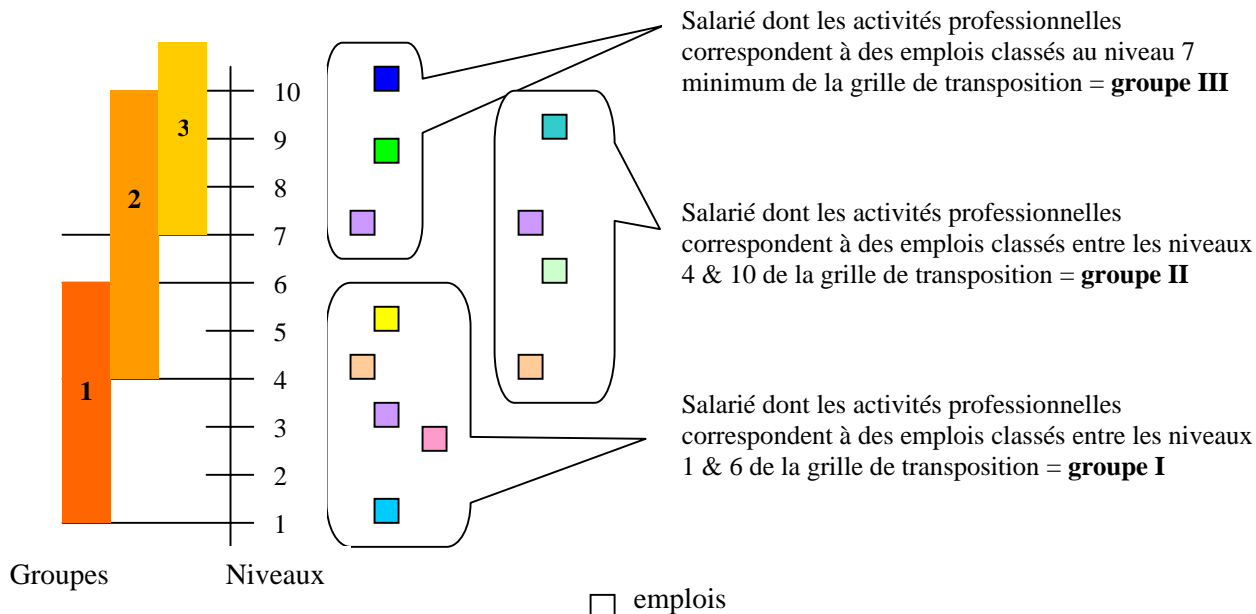 Salarié dont les activités professionnelles
correspondent à des emplois classés au niveau 7
minimum de la grille de transposition = groupe III
10
9
8
7
6
5
4
3
2
1
3
2
1
Salarié dont les activités professionnelles
correspondent à des emplois classés entre les niveaux
4 & 10 de la grille de transposition = groupe II
Salarié dont les activités professionnelles
correspondent à des emplois classés entre les niveaux
1 & 6 de la grille de transposition = groupe I
Groupes
Niveaux
emplois